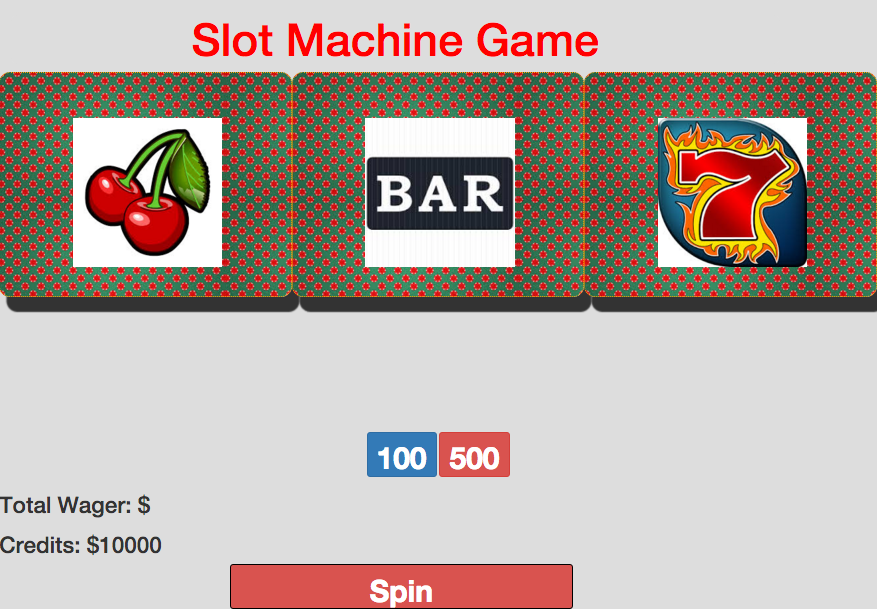 Slot Machine Game
BAR
7
100 500
Total Wager: $
Credits: $10000
Spin